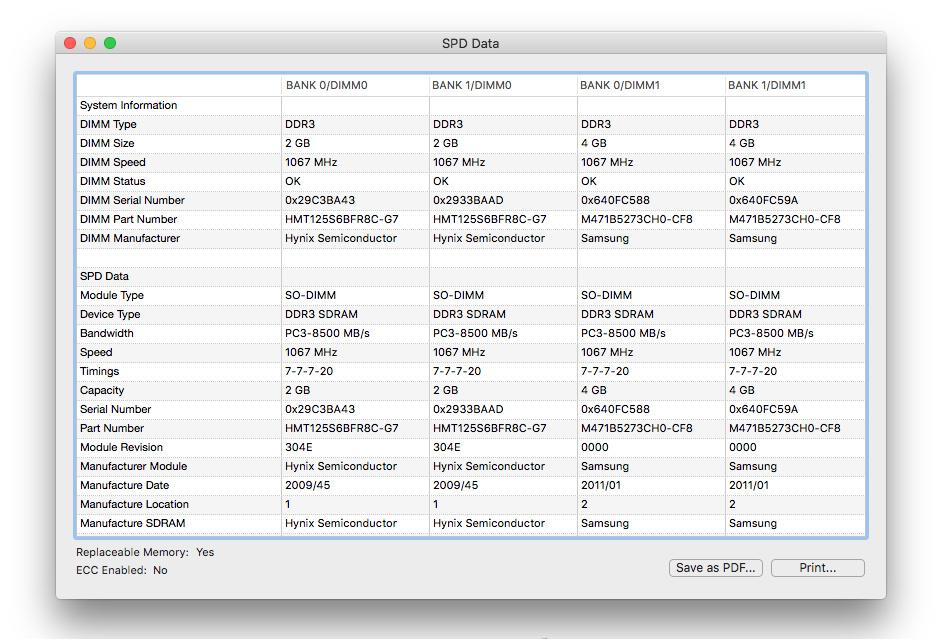 SPD Data
BANK 0/DIMM0 BANK 1/DIMM0 BANK 0/DIMM1 BANK 1/DIMM1
System Information
DIMM Type DDR3 DDR3 DDR3 DDR3
DIMM Size 2 GB 2 GB 4 GB 4 GB
DIMM Speed 1067 MHz 1067 MHz 1067 MHz 1067 MHz
DIMM Status OK OK OK OK
DIMM Serial Number 0x29C3BA43 0x2933BAAD 0x640FC588 0x640FC59A
DIMM Part Number HMT125S6BFR8C-G7 HMT125S6BFR8C-G7 M471B5273CH0-CF8 M471B5273CH0-CF8
DIMM Manufacturer Hynix Semiconductor Hynix Semiconductor Samsung Samsung
SPD Data
Module Type SO-DIMM SO-DIMM SO-DIMM SO-DIMM
Device Type DDR3 SDRAM DDR3 SDRAM DDR3 SDRAM DDR3 SDRAM
Bandwidth PC3-8500 MB/s PC3-8500 MB/s PC3-8500 MB/s PC3-8500 MB/s
Speed 1067 MHz 1067 MHz 1067 MHz 1067 MHz
Timings 7-7-7-20 7-7-7-20 7-7-7-20 7-7-7-20
Capacity 2 GB 2 GB 4 GB 4 GB
Serial Number 0x29C3BA43 0x2933BAAD 0x640FC588 0x640FC59A
Part Number HMT125S6BFR8C-G7 HMT125S6BFR8C-G7 M471B5273CH0-CF8 M471B5273CH0-CF8
Module Revision 304E 304E 0000 0000
Manufacturer Module Hynix Semiconductor Hynix Semiconductor Samsung Samsung
Manufacture Date 2009/45 2009/45 2011/01 2011/01
Manufacture Location 1 1 2 2
Manufacture SDRAM Hynix Semiconductor Hynix Semiconductor Samsung Samsung
Replaceable Memory: Yes
ECC Enabled: No
Save as PDF... Print...